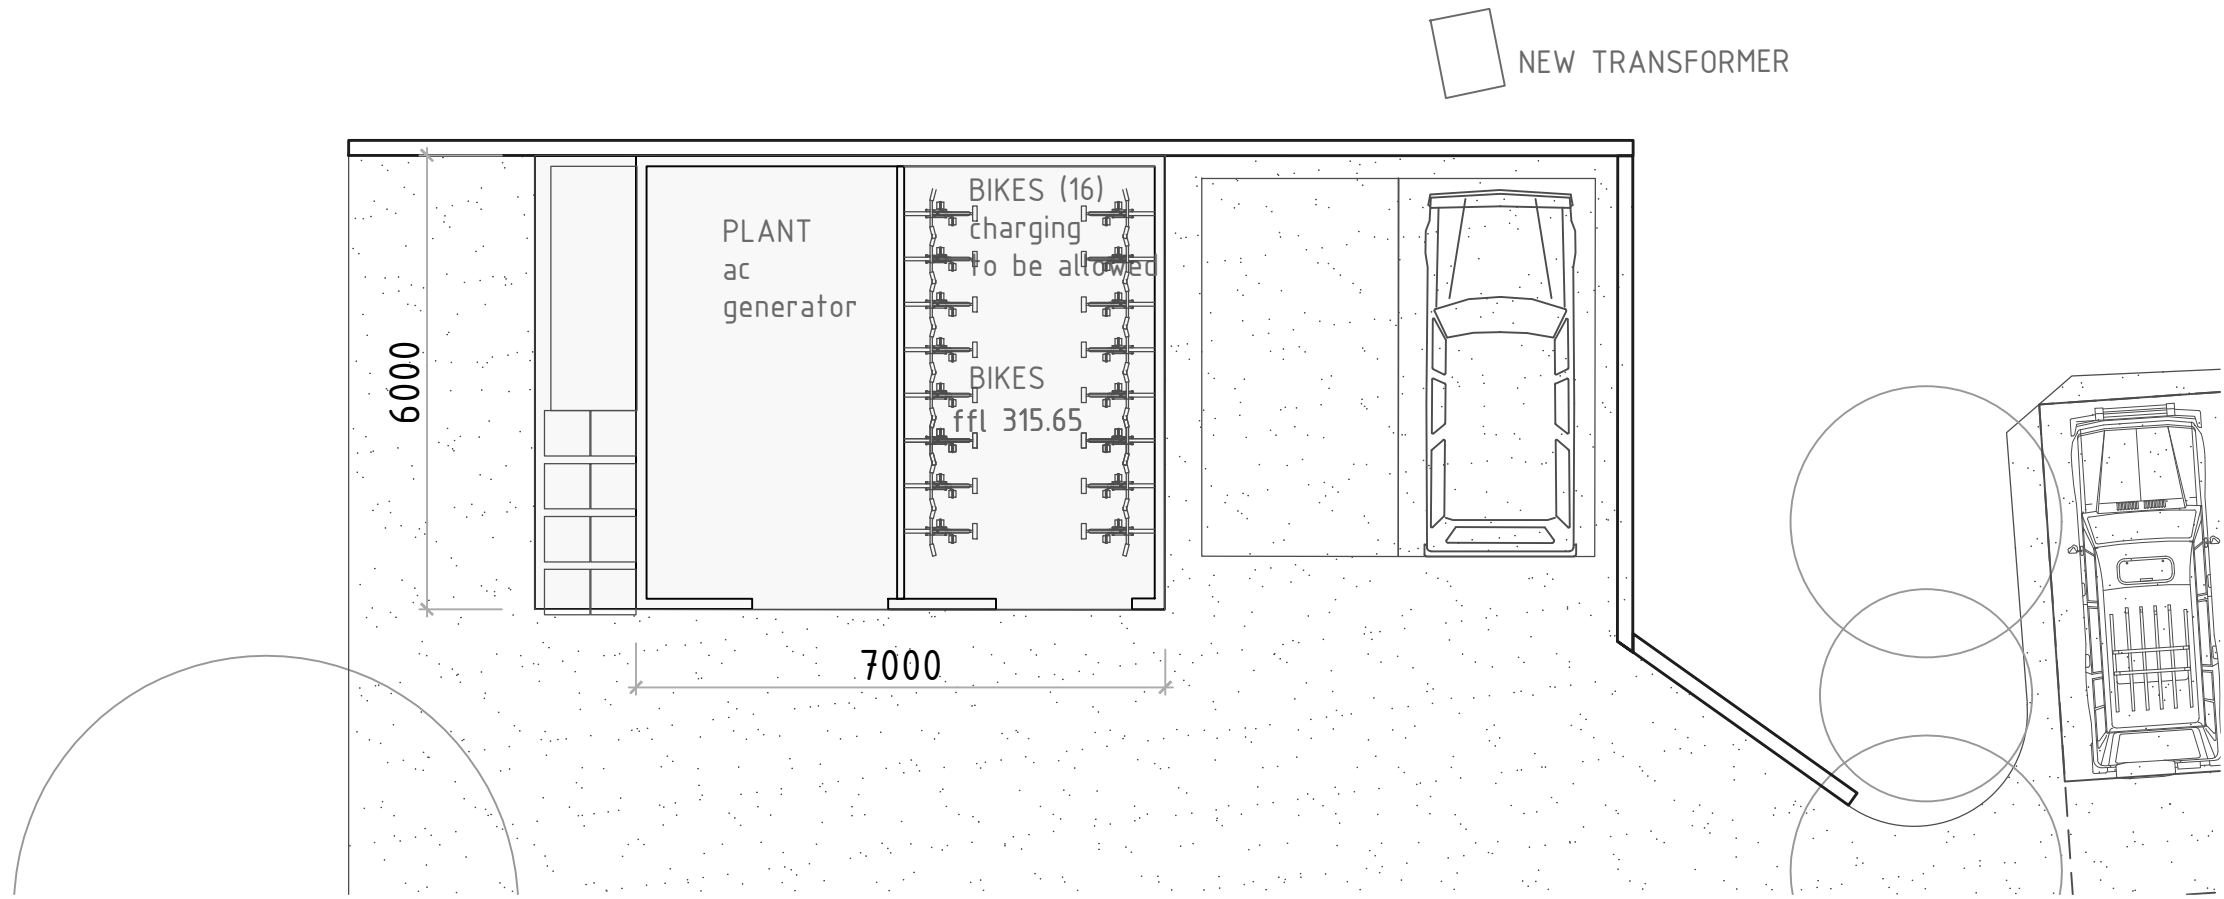 NEW TRANSFORMER
PLANT
ac
generator
BIKES (16)
charging
to be allowed
BIKES
ffl 315.65
6000
7000